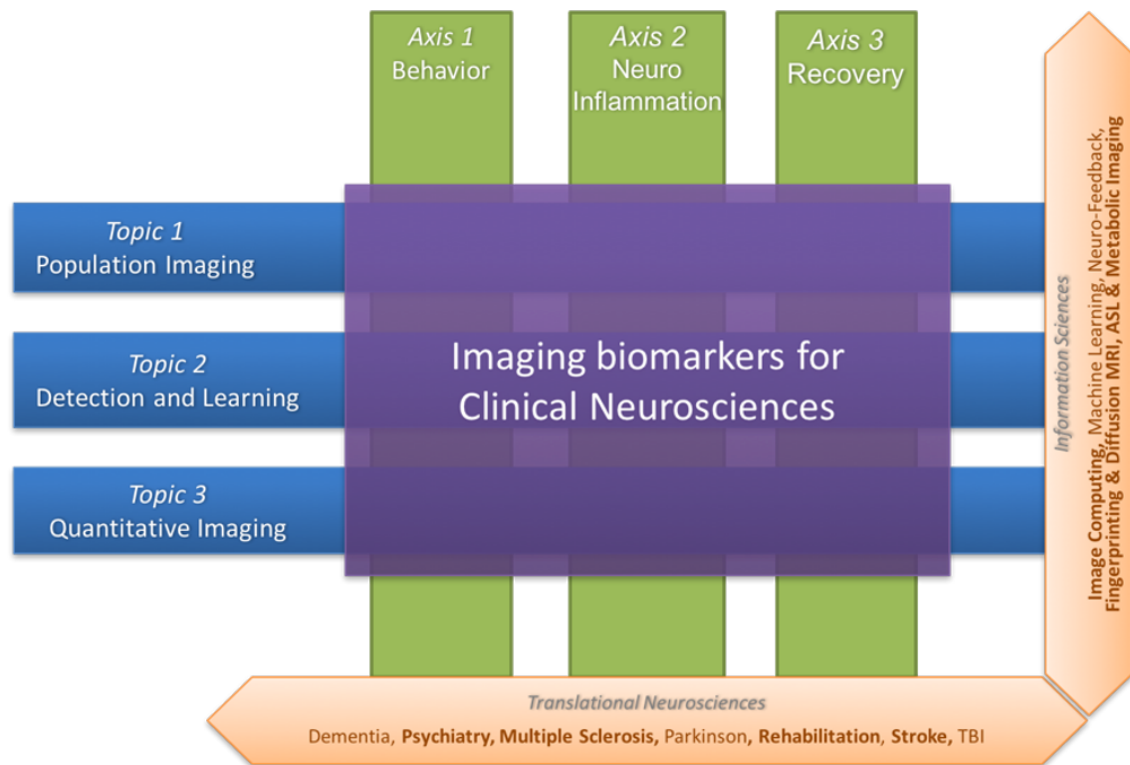 Axis 1
Behavior
Axis 2
Neuro
Inflammation
Axis 3
Recovery
Topic 1
Population Imaging
Topic 2
Detection and Learning
Topic 3
Quantitative Imaging
Imaging biomarkers for
Clinical Neurosciences
Information Sciences
Image Computing, Machine Learning, Neuro-Feedback,
Fingerprinting & Diffusion MRI, ASL & Metabolic Imaging
Translational Neurosciences
Dementia, Psychiatry, Multiple Sclerosis, Parkinson, Rehabilitation, Stroke, TBI